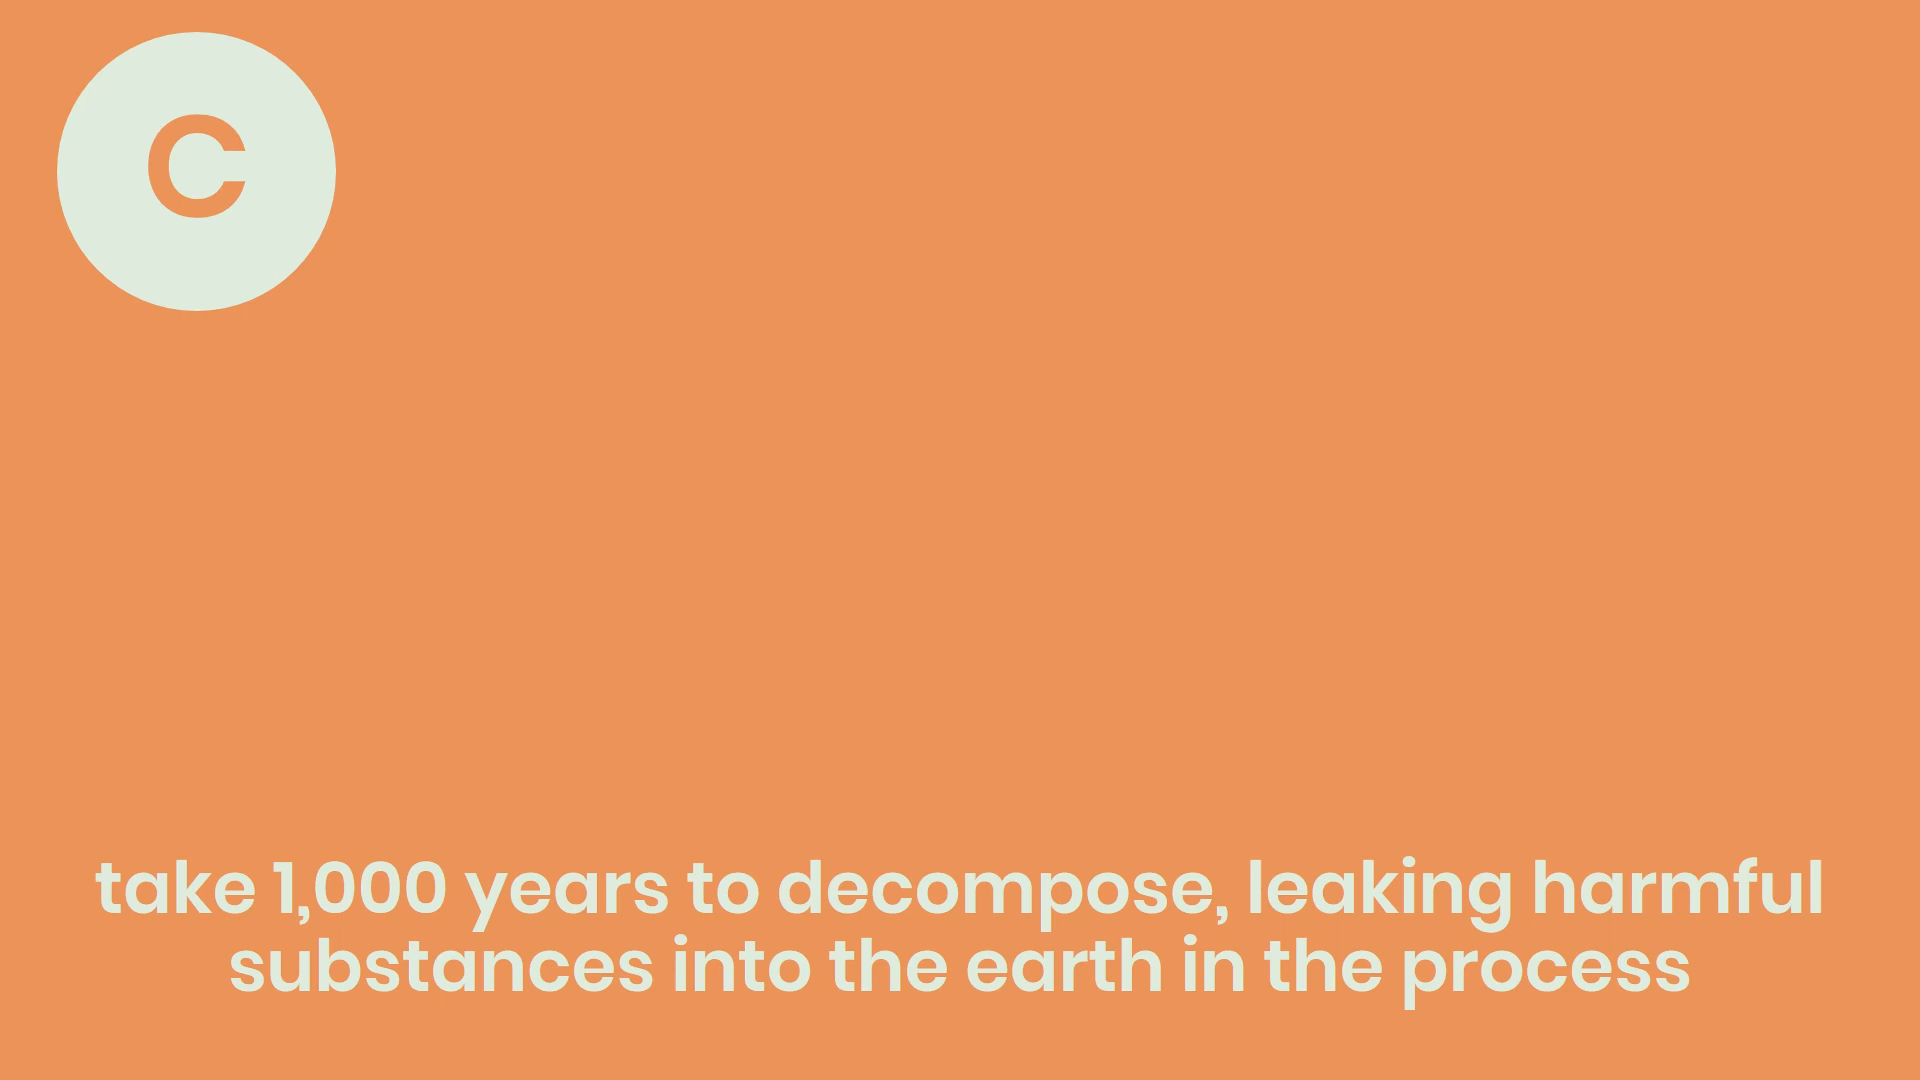 C
take 1,000 years to decompose, leaking harmful
substances into the earth in the process